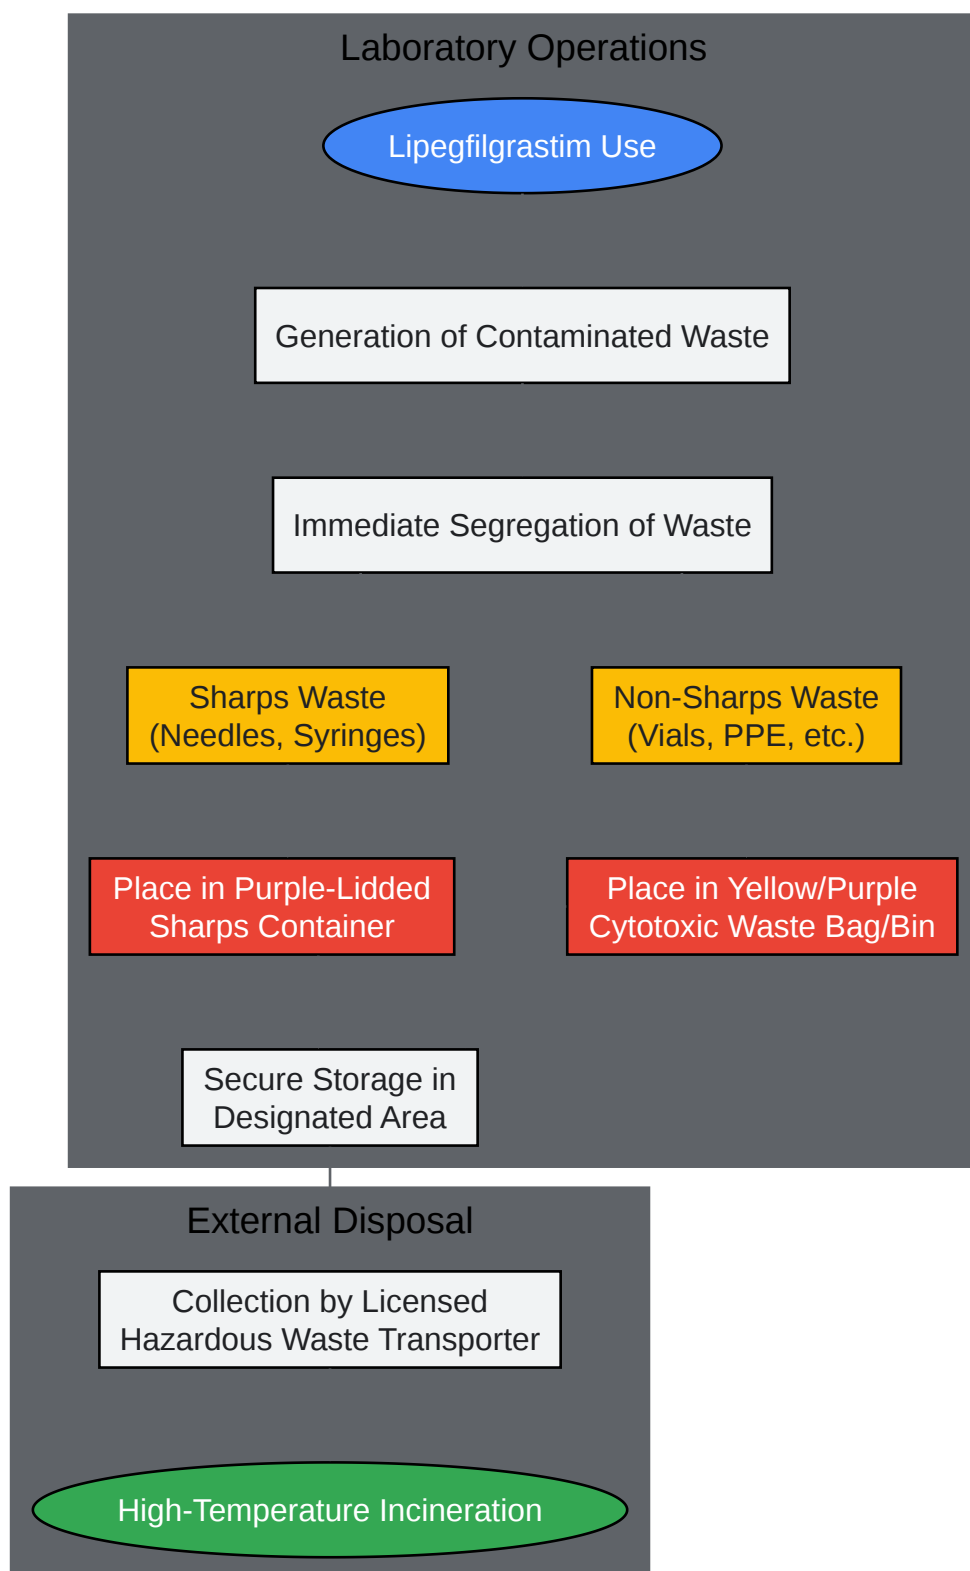 Laboratory Operations
Lipegfilgrastim Use
Generation of Contaminated Waste
Immediate Segregation of Waste
Sharps Waste
(Needles, Syringes)
Non-Sharps Waste
(Vials, PPE, etc.)
Place in Purple-Lidded
Sharps Container
Place in Yellow/Purple
Cytotoxic Waste Bag/Bin
Secure Storage in
Designated Area
External Disposal
Collection by Licensed
Hazardous Waste Transporter
High-Temperature Incineration